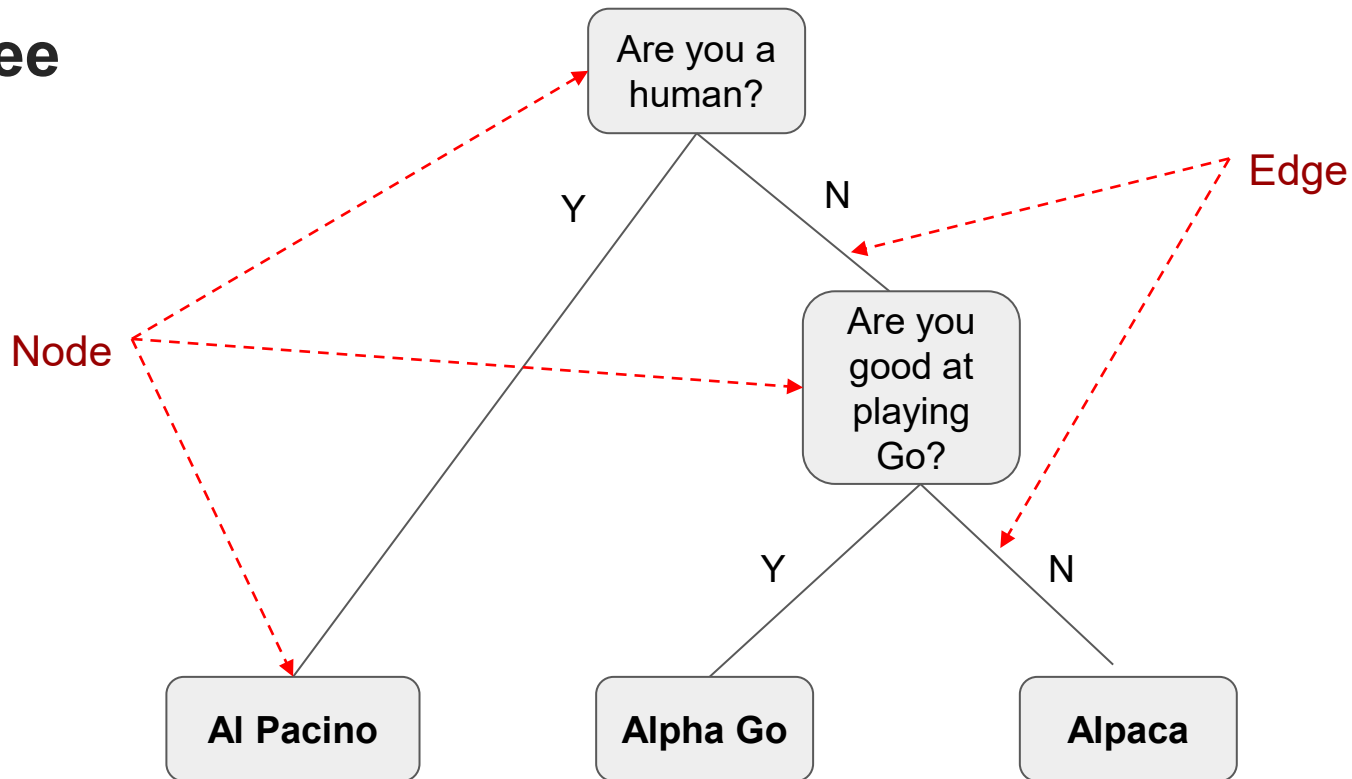 ee
Are you a
human?
Edge
Y
N
Node
Are you
good at
playing
Go?
Y
N
Al Pacino
Alpha Go
Alpaca